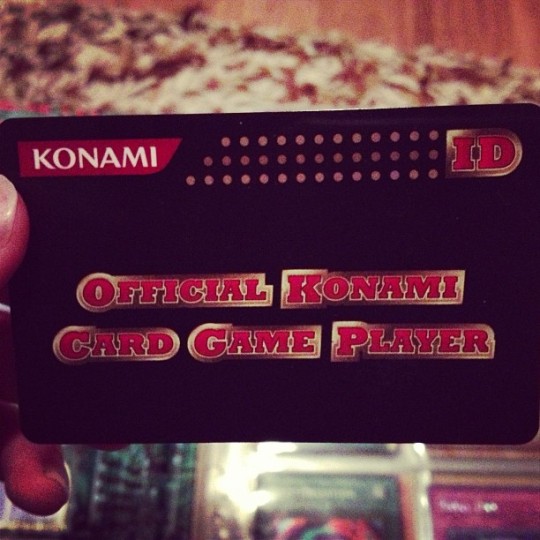 KONAMI
ID
OFFICIAL KONAMI
CARD GAME PLAYER